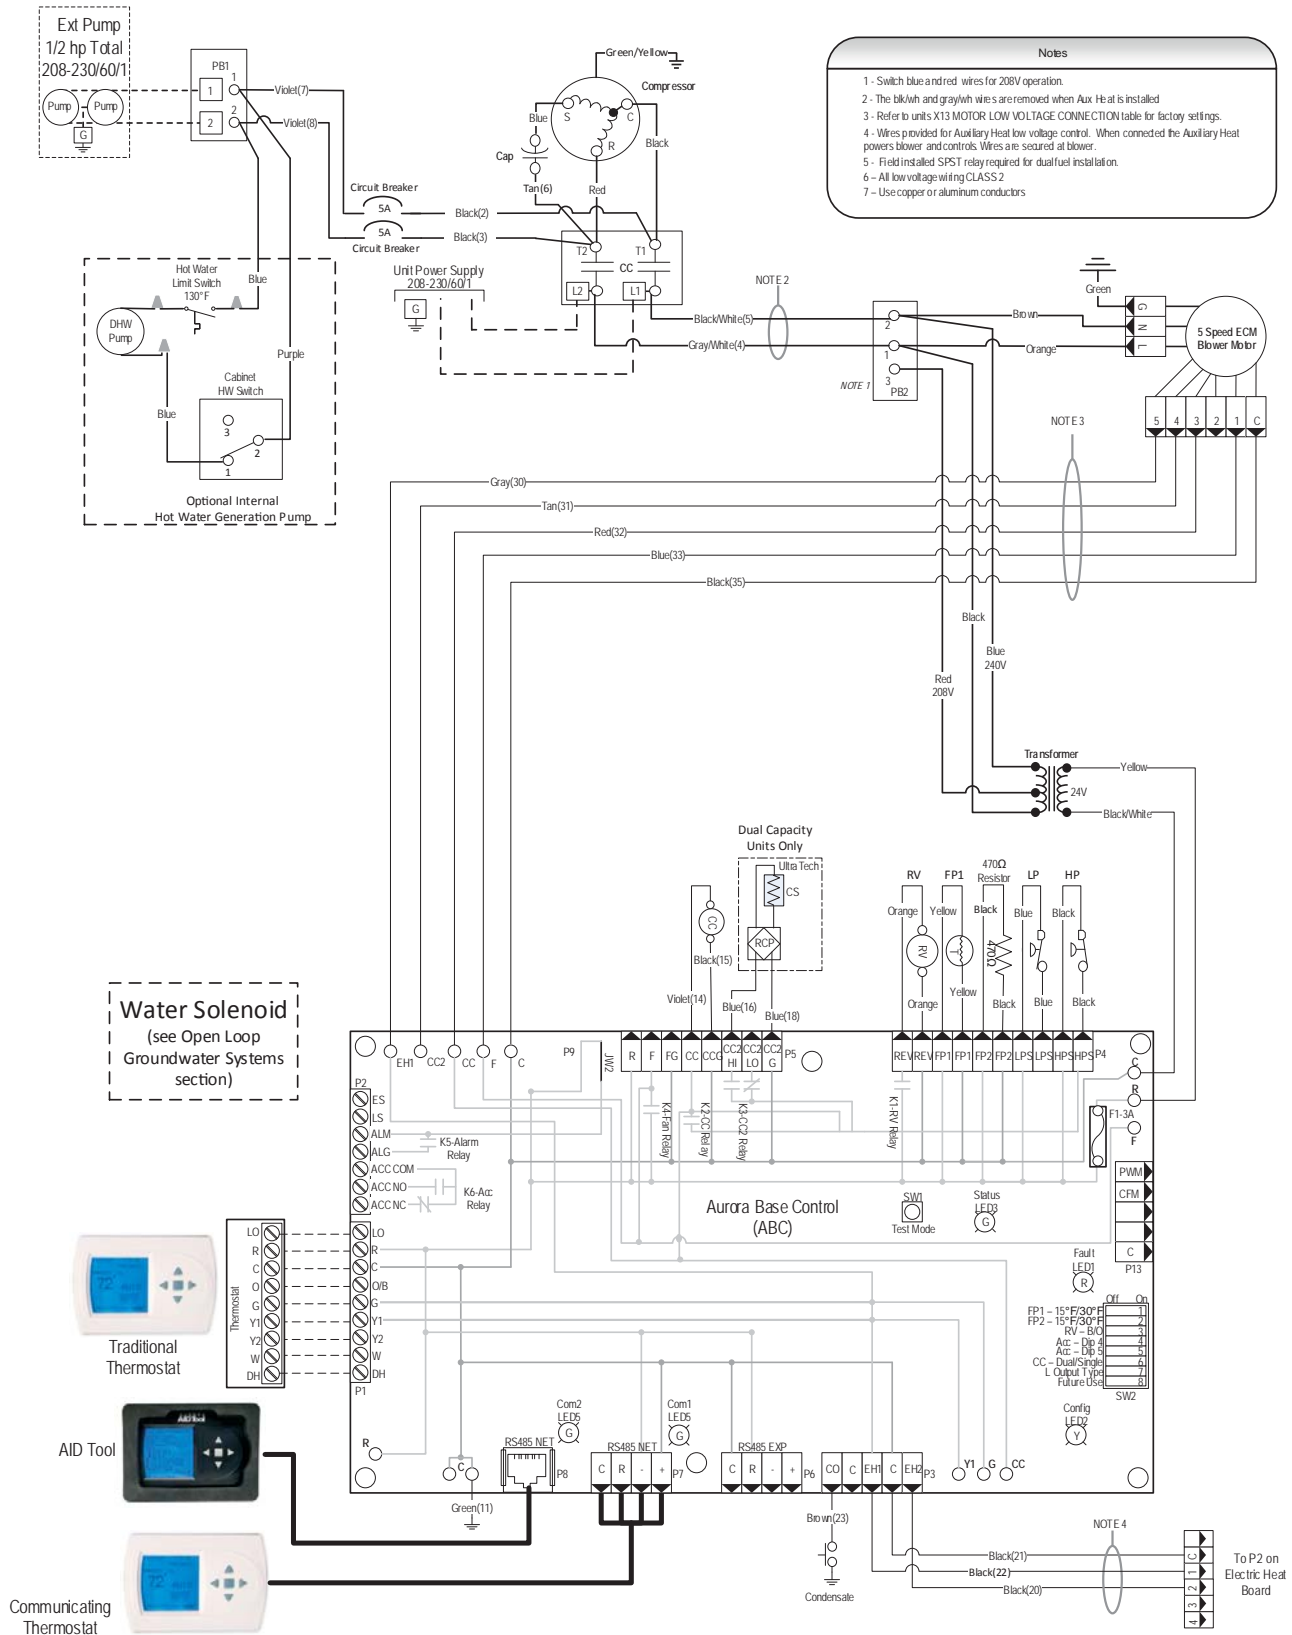 Ext Pump
1/2 hp Total
208-230/60/1
Pump
Pump
G
PB1
1
1
2
2
Violet(7)
Violet(8)
Green/Yellow
Compressor
S
C
R
Blue
Cap
Tan(6)
Red
Black
Circuit Breaker
5A
Black(2)
5A
Black(3)
Circuit Breaker
T2
T1
CC
L2
L1
Unit Power Supply
208-230/60/1
G
Notes
1 - Switch blue and red wires for 208V operation.
2 - The blk/wh and gray/wh wires are removed when Aux Heat is installed
3 - Refer to units X13 MOTOR LOW VOLTAGE CONNECTION table for factory settings.
4 - Wires provided for Auxiliary Heat low voltage control. When connected the Auxiliary Heat
powers blower and controls. Wires are secured at blower.
5 - Field installed SPST relay required for dual fuel installation.
6 – All low voltage wiring CLASS 2
7 – Use copper or aluminum conductors
Hot Water
Limit Switch
130°F
Blue
DHW
Pump
Purple
Cabinet
HW Switch
Blue
3
2
1
Optional Internal
Hot Water Generation Pump
NOTE 2
Black/White(5)
Gray/White(4)
2
1
3
PB2
NOTE 1
Green
Brown
Orange
G
N
L
5 Speed ECM
Blower Motor
5
4
3
2
1
C
NOTE 3
Gray(30)
Tan(31)
Red(32)
Blue(33)
Black(35)
Black
Blue
240V
Red
208V
Transformer
Yellow
24V
Black/White
Dual Capacity
Units Only
Ultra Tech
CS
RCP
CC
Black(15)
Violet(14)
Blue(16)
Blue(18)
RV
FP1
470Ω
Resistor
LP
HP
Orange
Yellow
Black
Blue
Black
RV
T
470Ω
Orange
Yellow
Black
Blue
Black
Water Solenoid
(see Open Loop
Groundwater Systems
section)
EH1
CC2
CC
F
C
P9
JW2
R
F
FG
CC
CCG
CC2
HI
CC2
LO
CC2
G
P5
REV
REV
FP1
FP1
FP2
FP2
LPS
LPS
HPS
HPS
P4
C
R
F1-3A
F
P2
ES
LS
ALM
ALG
ACC COM
ACC NO
ACC NC
K5-Alarm
Relay
K6-Acc
Relay
K4-Fan Relay
K2-CC Relay
K3-CC2 Relay
K1-RV Relay
Aurora Base Control
(ABC)
SW1
Test Mode
Status
LED3
G
PWM
CFM
C
P13
Fault
LED1
R
Off
On
FP1 – 15°F/30°F
1
FP2 – 15°F/30°F
2
RV – B/O
3
Acc – Dip 4
4
Acc – Dip 5
5
CC – Dual/Single
6
L Output Type
7
Future Use
8
SW2
Config
LED2
Y
Thermostat
LO
R
C
O
G
Y1
Y2
W
DH
LO
R
C
O/B
G
Y1
Y2
W
DH
P1
72
Traditional
Thermostat
AID Tool
AID Tool
Communicating
Thermostat
72
R
C
Green(11)
Com2
LED5
G
Com1
LED5
G
RS485 NET
P8
RS485 NET
C
R
-
+
P7
RS485 EXP
C
R
-
+
P6
CO
C
EH1
C
EH2
P3
Y1
G
CC
Brown(23)
Condensate
Black(21)
Black(22)
Black(20)
NOTE 4
C
1
2
3
4
To P2 on
Electric Heat
Board